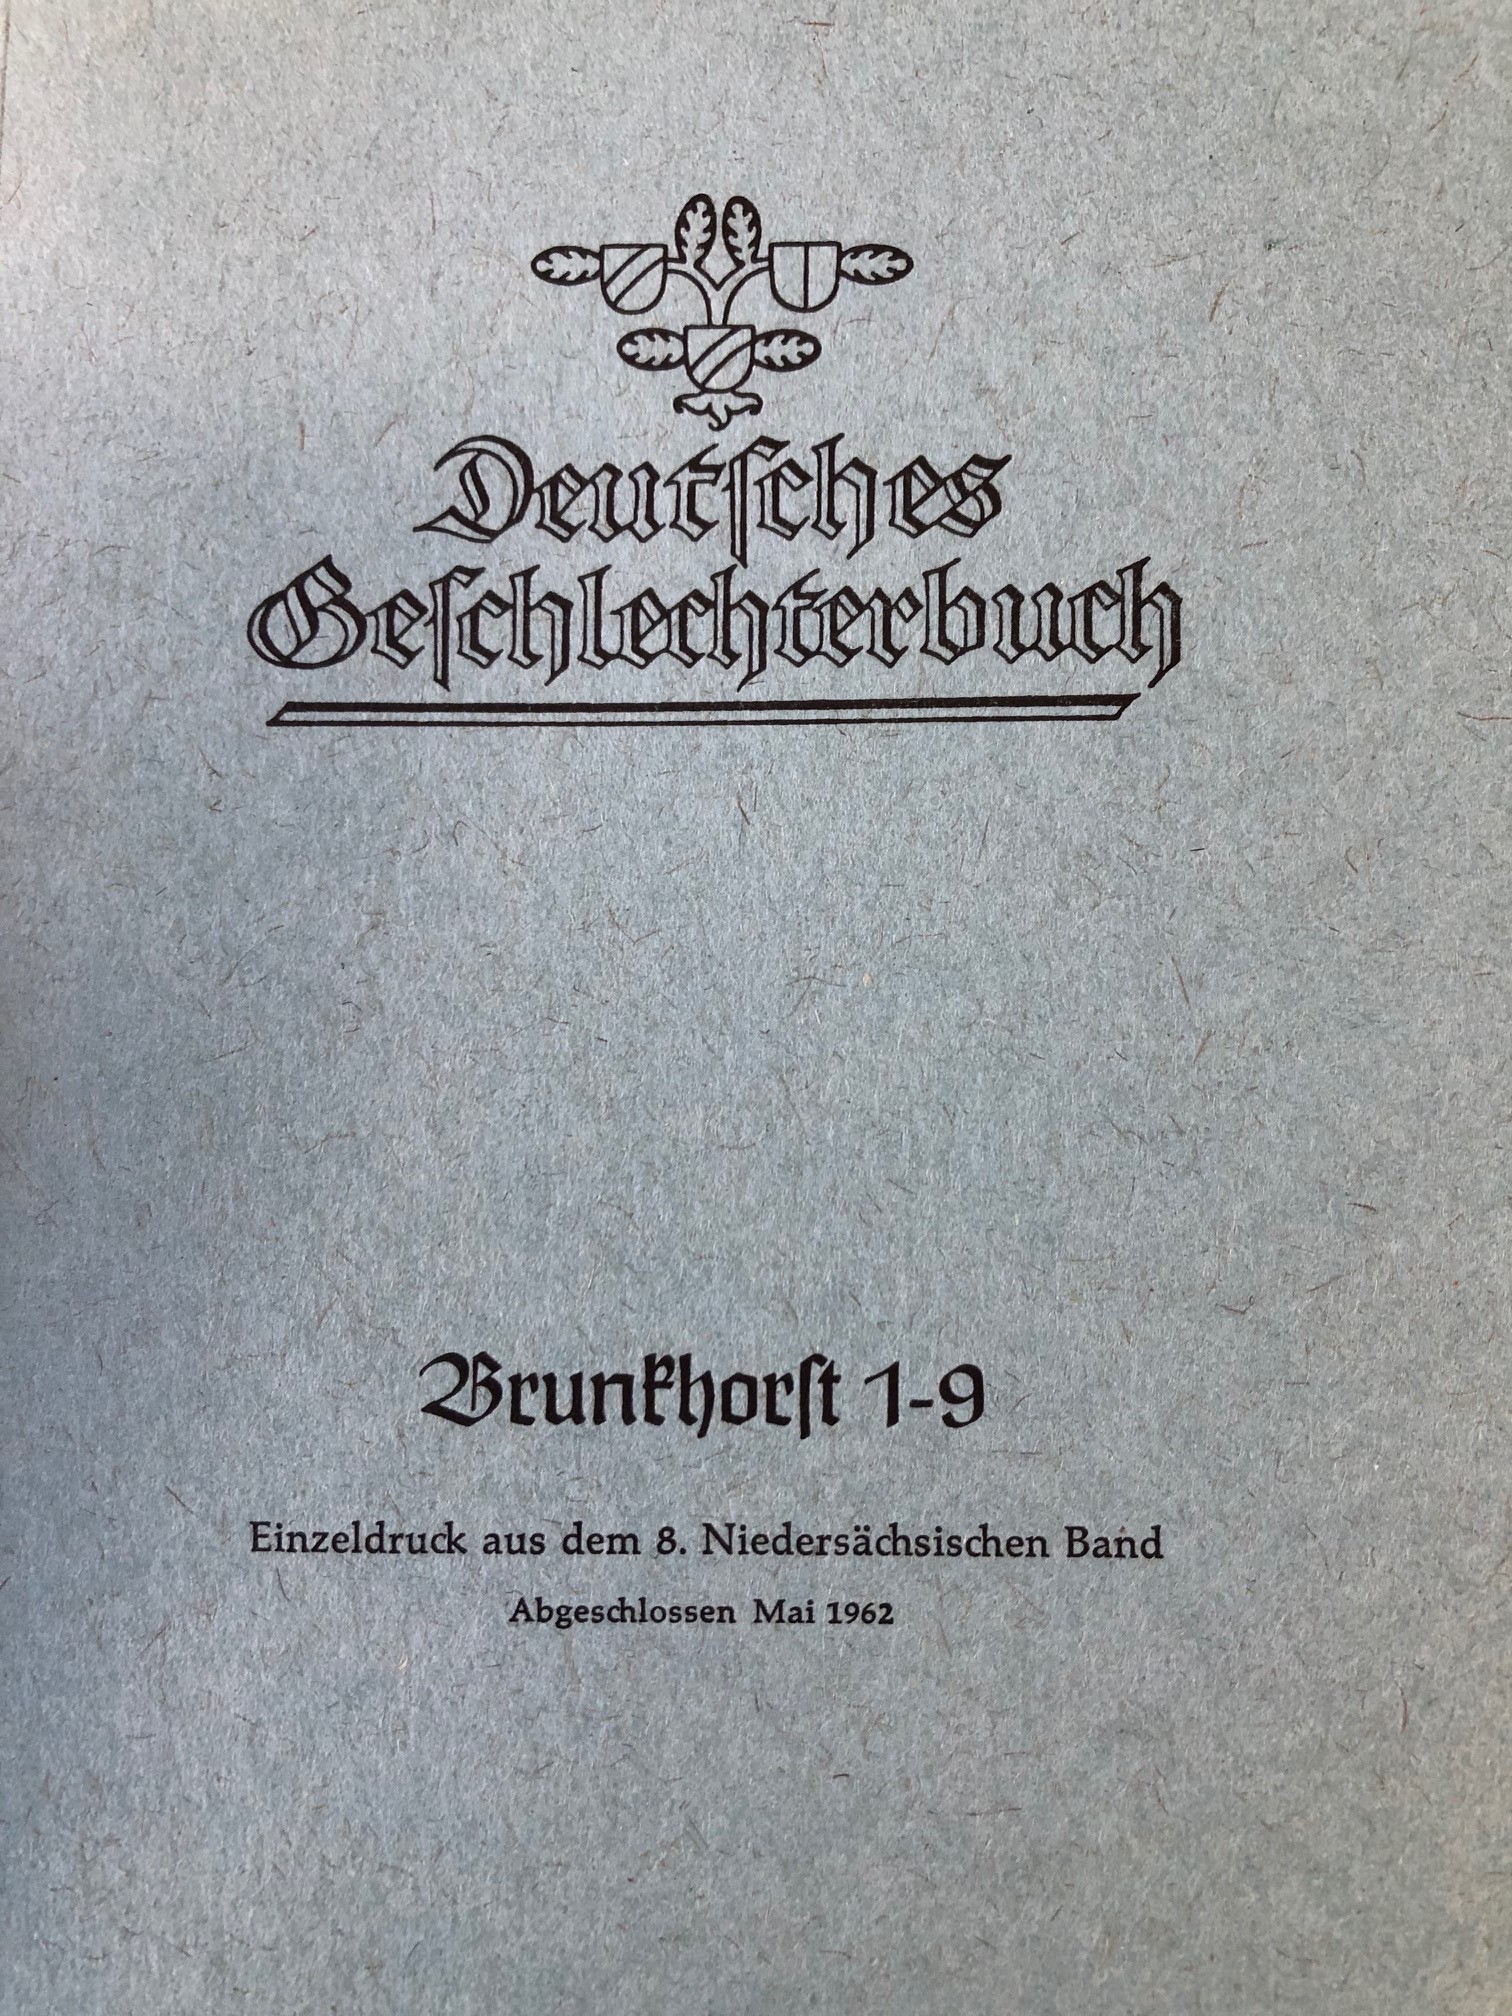 Deutſches
Geſchlechterbuch
Brunkhorſt 1-9
Einzeldruck aus dem 8. Niedersächsischen Band
Abgeschlossen Mai 1962